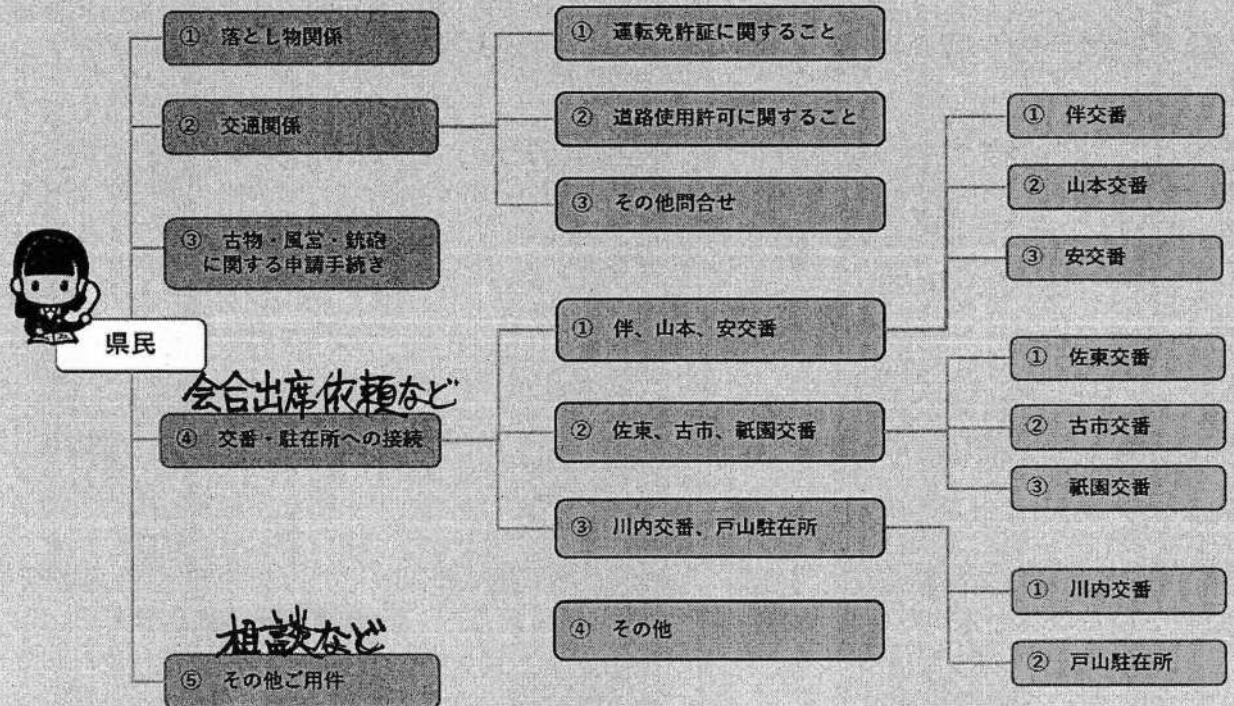 県民
① 落とし物関係
② 交通関係
③ 古物・風営・銃砲
に関する申請手続き
会合出席依頼など
④ 交番・駐在所への接続
相談など
⑤ その他ご用件
① 運転免許証に関すること
② 道路使用許可に関すること
③ その他問合せ
① 伴、山本、安交番
② 佐東、古市、祇園交番
③ 川内交番、戸山駐在所
④ その他
① 伴交番
② 山本交番
③ 安交番
① 佐東交番
② 古市交番
③ 祇園交番
① 川内交番
② 戸山駐在所